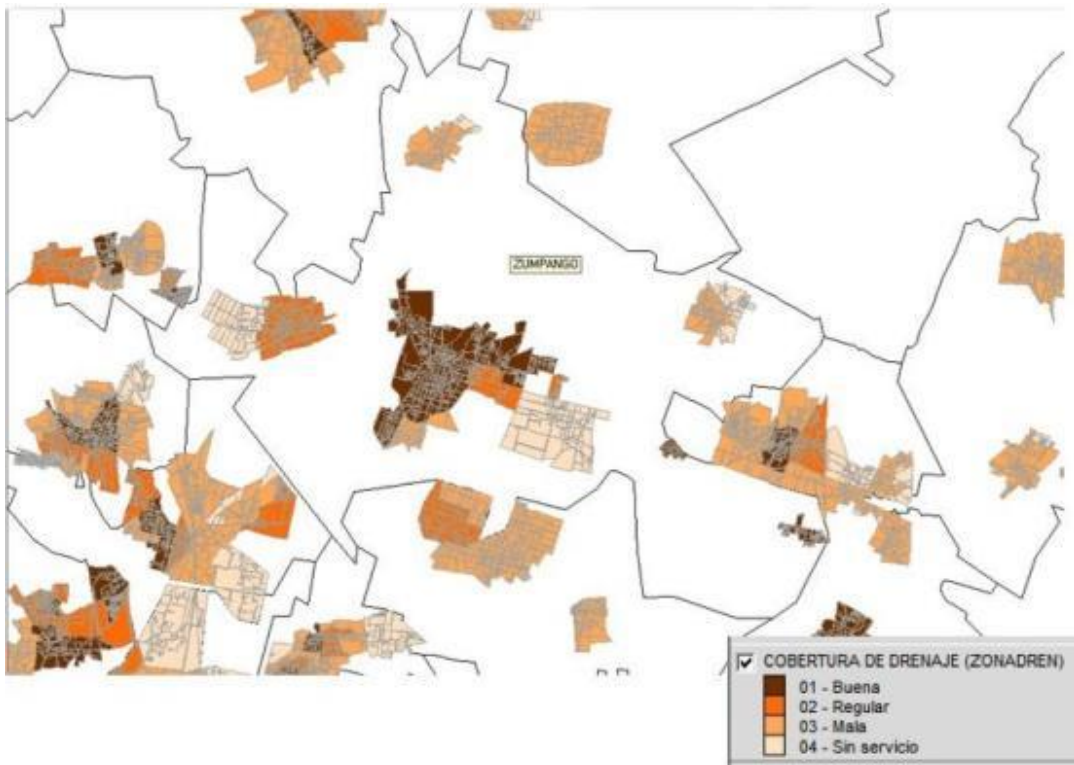 ZUMPANGO
COBERTURA DE DRENAJE (ZONADREN)
01 - Buena
02 - Regular
03 - Mala
04 - Sin servicio